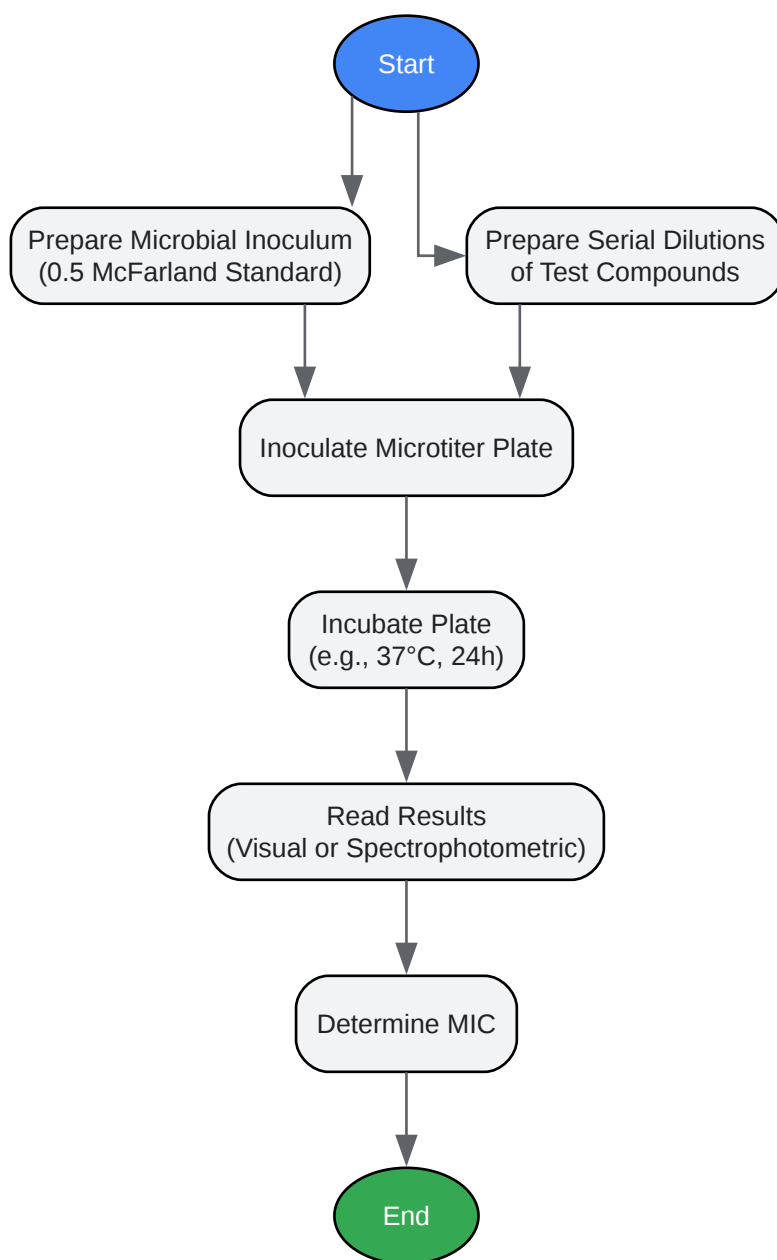 Start
Prepare Microbial Inoculum
(0.5 McFarland Standard)
Prepare Serial Dilutions
of Test Compounds
Inoculate Microtiter Plate
Incubate Plate
(e.g., 37°C, 24h)
Read Results
(Visual or Spectrophotometric)
Determine MIC
End